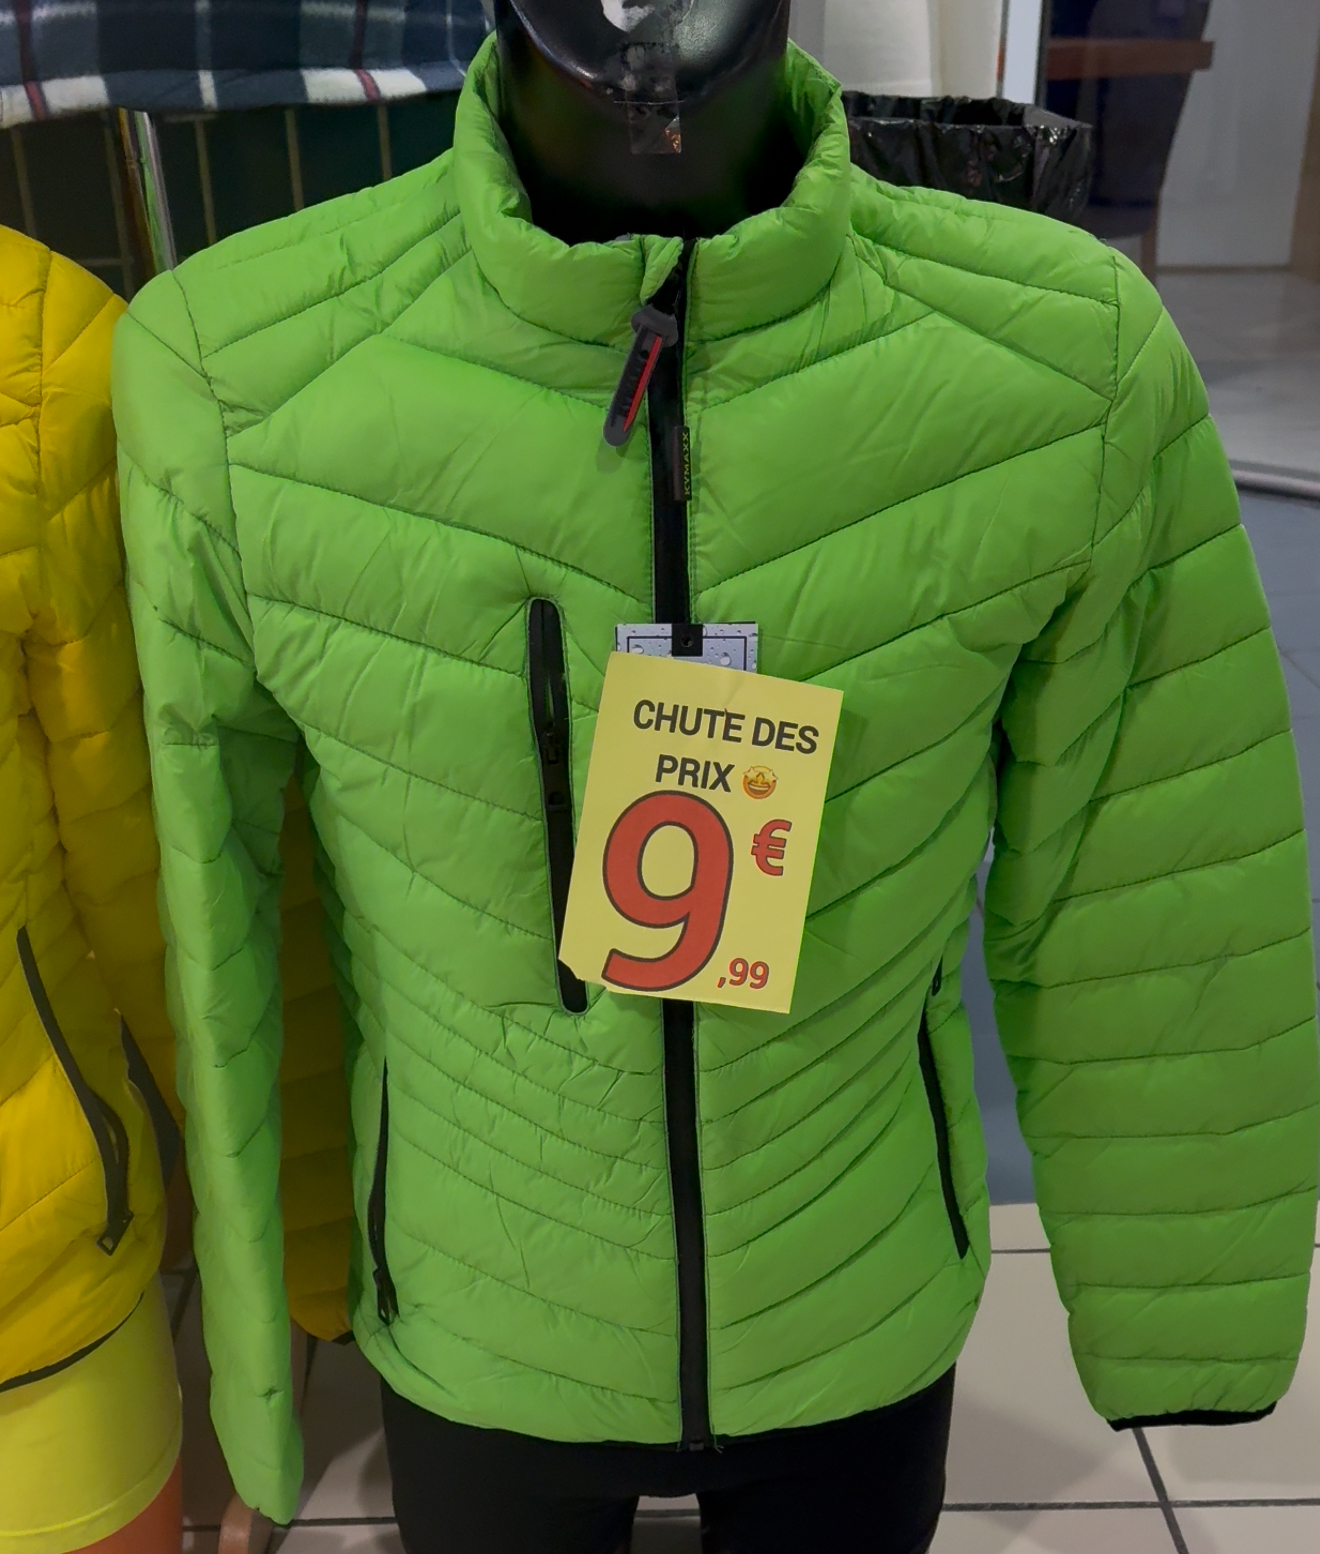 CHUTE DES
PRIX 🤩
9€
,99